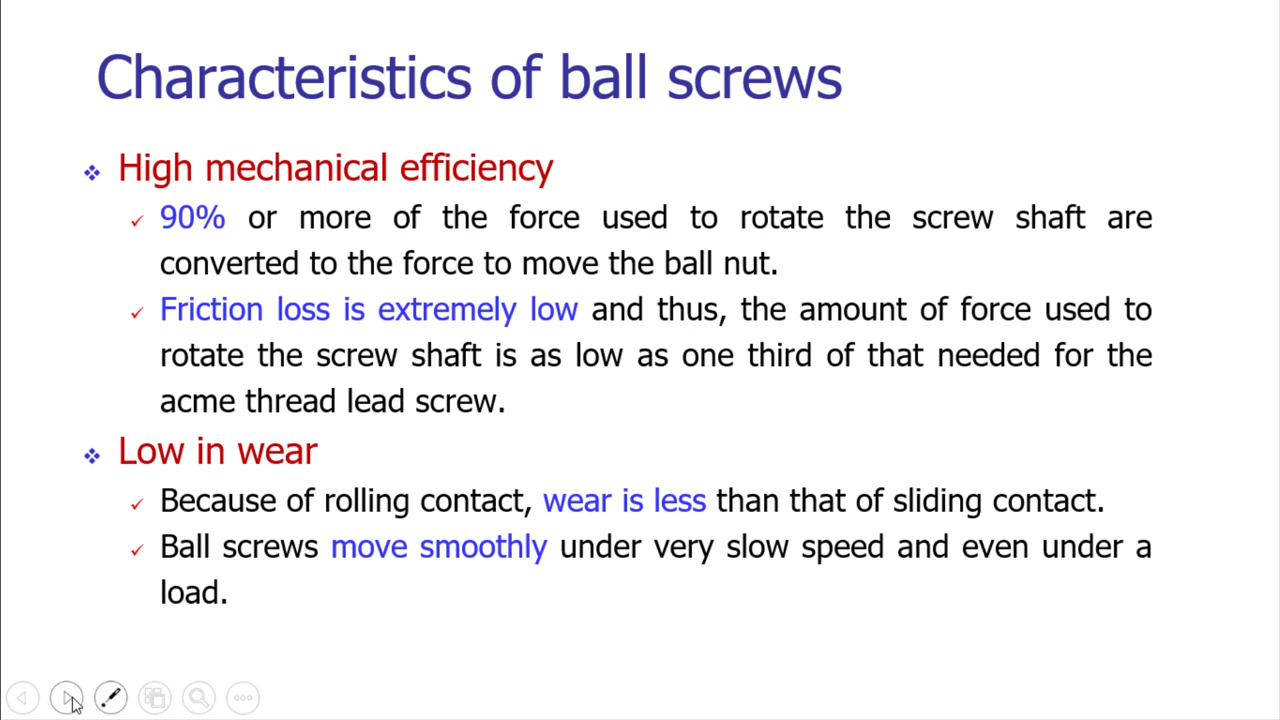 Characteristics of ball screws
High mechanical efficiency
90% or more of the force used to rotate the screw shaft are
converted to the force to move the ball nut.
Friction loss is extremely low and thus, the amount of force used to
rotate the screw shaft is as low as one third of that needed for the
acme thread lead screw.
Low in wear
Because of rolling contact, wear is less than that of sliding contact.
Ball screws move smoothly under very slow speed and even under a
load.